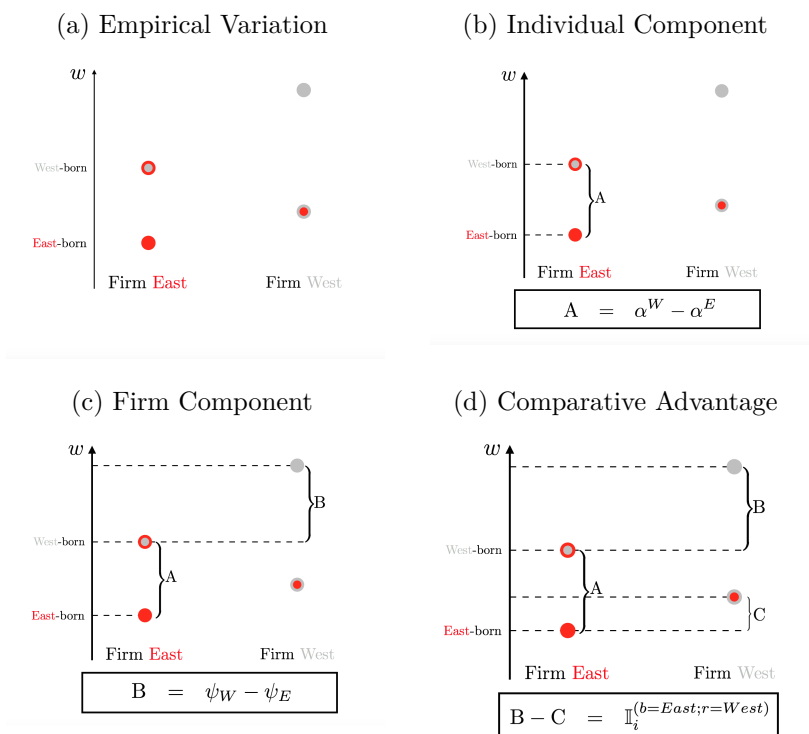 (a) Empirical Variation
w
West-born
East-born
Firm East
Firm West
(b) Individual Component
w
West-born
A
East-born
Firm East
Firm West
A = α^W − α^E
(c) Firm Component
w
B
West-born
A
East-born
Firm East
Firm West
B = ψ_W − ψ_E
(d) Comparative Advantage
w
B
West-born
A
C
East-born
Firm East
Firm West
B − C = 𝕀_i^(b=East;r=West)